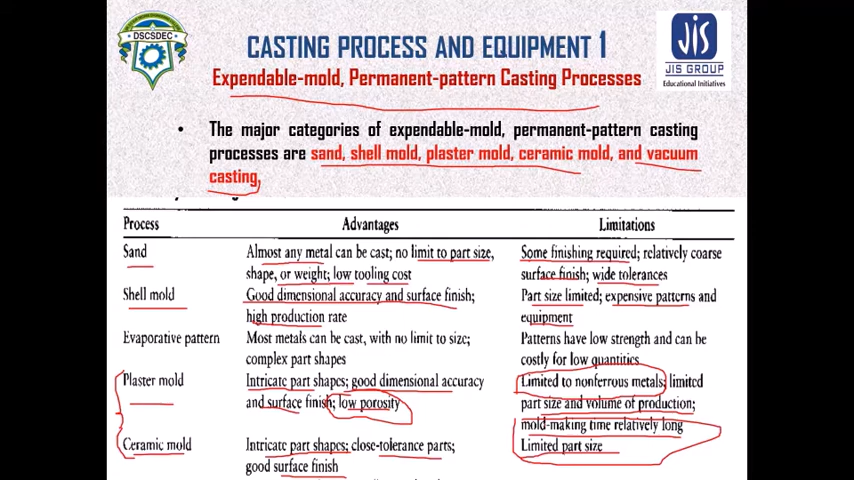 DSCSDEC
JIS
JIS GROUP
Educational Initiatives
CASTING PROCESS AND EQUIPMENT 1
Expendable-mold, Permanent-pattern Casting Processes
• The major categories of expendable-mold, permanent-pattern casting
processes are sand, shell mold, plaster mold, ceramic mold, and vacuum
casting,
Process Advantages Limitations
Sand Almost any metal can be cast; no limit to part size, Some finishing required; relatively coarse
shape, or weight; low tooling cost surface finish; wide tolerances
Shell mold Good dimensional accuracy and surface finish; Part size limited; expensive patterns and
high production rate equipment
Evaporative pattern Most metals can be cast, with no limit to size; Patterns have low strength and can be
complex part shapes costly for low quantities
Plaster mold Intricate part shapes; good dimensional accuracy Limited to nonferrous metals; limited
and surface finish; low porosity part size and volume of production;
mold-making time relatively long
Ceramic mold Intricate part shapes; close-tolerance parts; Limited part size
good surface finish